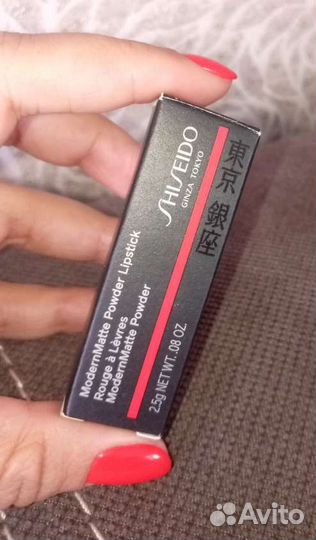 SHISEIDO
GINZA TOKYO
東京 銀座
ModernMatte Powder Lipstick
Rouge à Lèvres
ModernMatte Powder
2.5g NET WT. .08 OZ
Avito